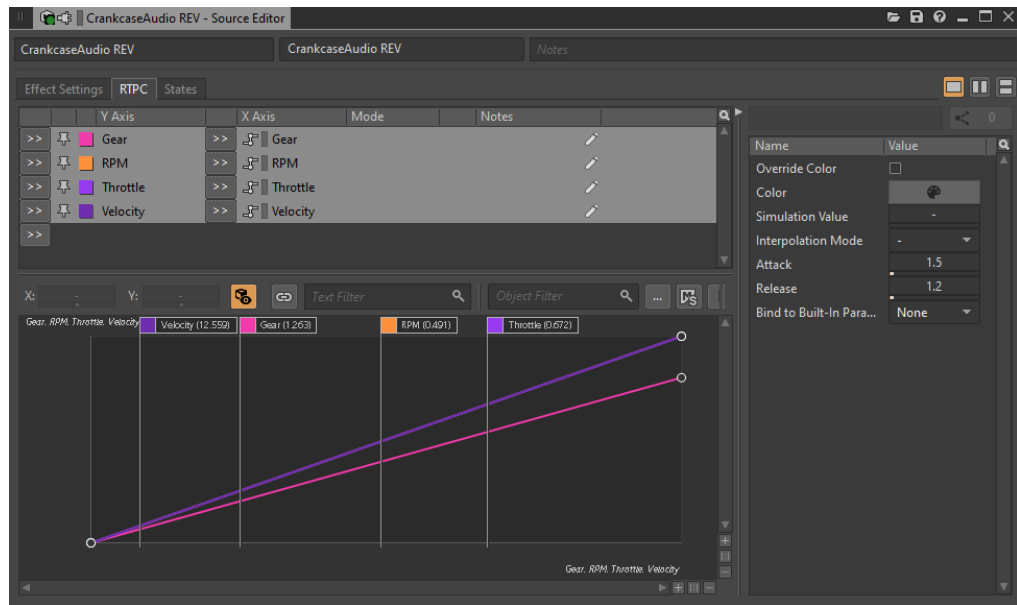 CrankcaseAudio REV - Source Editor
CrankcaseAudio REV CrankcaseAudio REV Notes
Effect Settings RTPC States
Y Axis X Axis Mode Notes
>> Gear >> Gear
>> RPM >> RPM
>> Throttle >> Throttle
>> Velocity >> Velocity
>>
X: - Y: - Text Filter Object Filter ...
Gear. RPM. Throttle. Velocity Velocity (12.559) Gear (1.263) RPM (0.491) Throttle (0.672)
Gear. RPM. Throttle. Velocity
0
Name Value
Override Color
Color
Simulation Value -
Interpolation Mode -
Attack 1.5
Release 1.2
Bind to Built-In Para... None